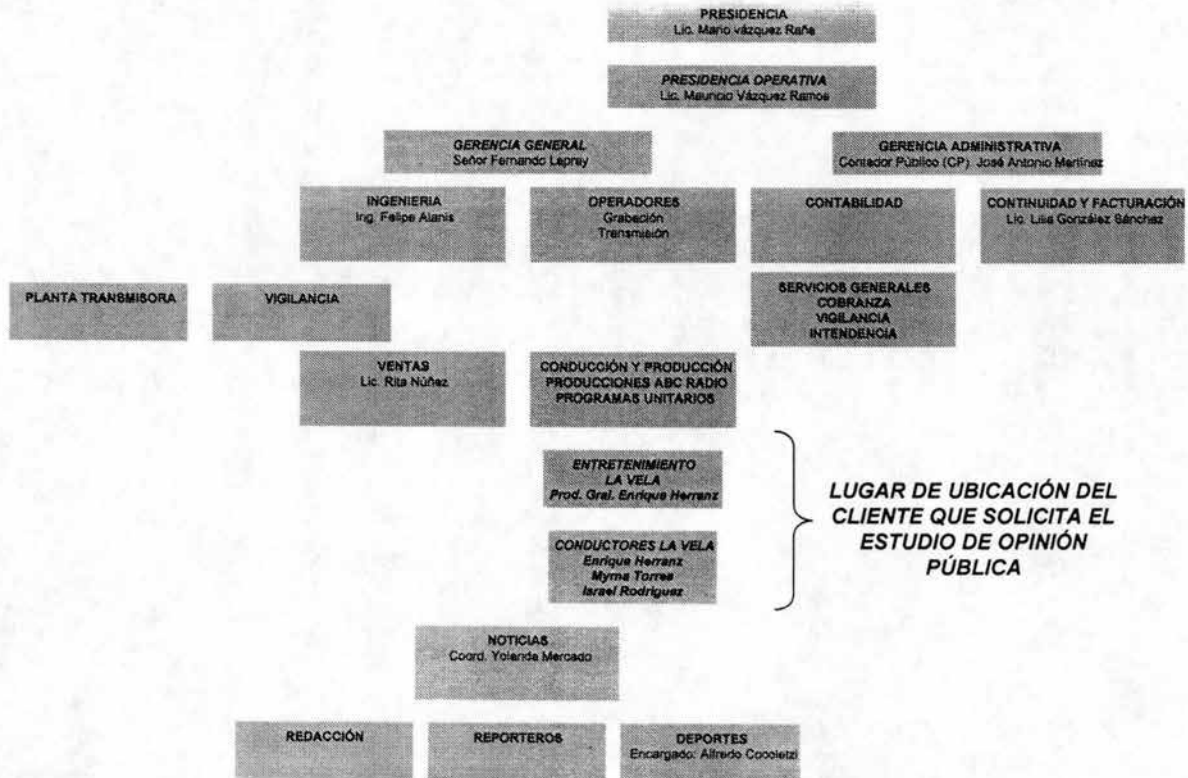 PRESIDENCIA
Lic. Mario vázquez Raña
PRESIDENCIA OPERATIVA
Lic. Mauricio Vázquez Ramos
GERENCIA GENERAL
Señor Fernando Lepray
GERENCIA ADMINISTRATIVA
Contador Público (CP). José Antonio Martínez
INGENIERIA
Ing. Felipe Alanis
OPERADORES
Grabación
Transmisión
CONTABILIDAD
CONTINUIDAD Y FACTURACIÓN
Lic. Lilia González Sánchez
PLANTA TRANSMISORA
VIGILANCIA
SERVICIOS GENERALES
COBRANZA
VIGILANCIA
INTENDENCIA
VENTAS
Lic. Rita Núñez
CONDUCCIÓN Y PRODUCCIÓN
PRODUCCIONES ABC RADIO
PROGRAMAS UNITARIOS
ENTRETENIMIENTO
LA VELA
Prod. Gral. Enrique Herranz
CONDUCTORES LA VELA
Enrique Herranz
Myrna Torres
Israel Rodríguez
LUGAR DE UBICACIÓN DEL
CLIENTE QUE SOLICITA EL
ESTUDIO DE OPINIÓN
PÚBLICA
NOTICIAS
Coord. Yolanda Mercado
REDACCIÓN
REPORTEROS
DEPORTES
Encargado: Alfredo Cocoletzi